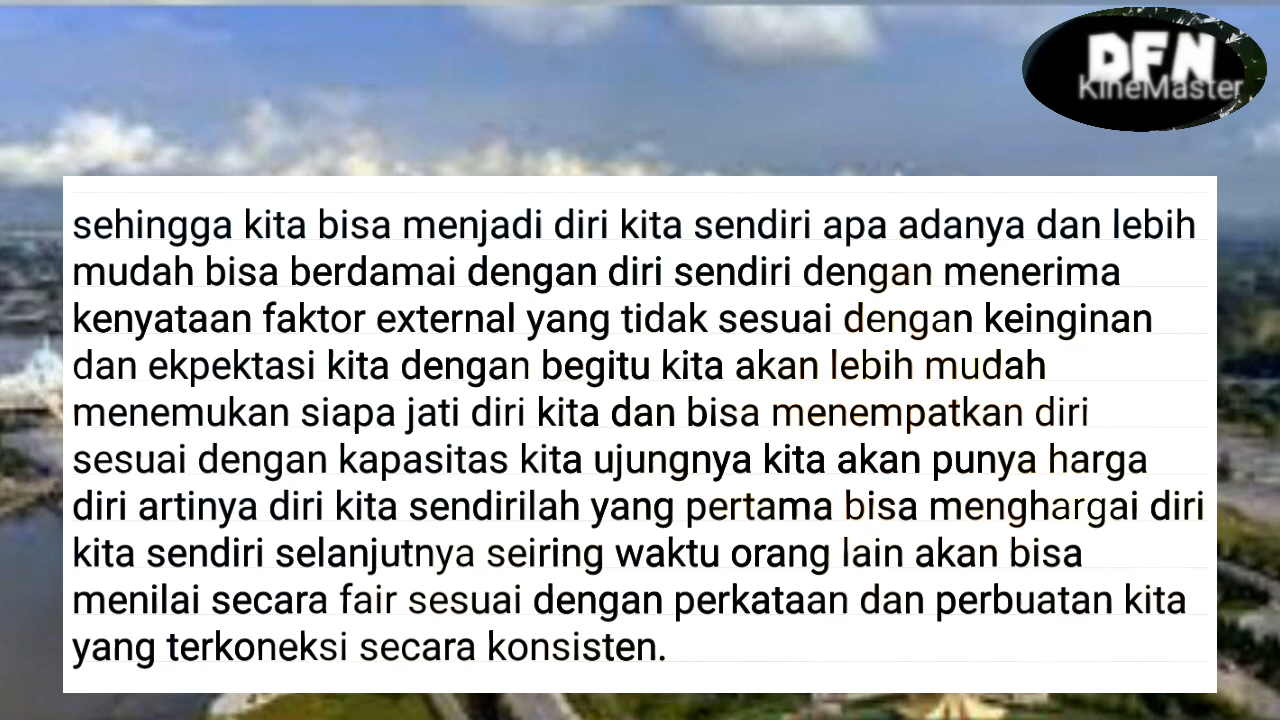 DFN
KineMaster
sehingga kita bisa menjadi diri kita sendiri apa adanya dan lebih
mudah bisa berdamai dengan diri sendiri dengan menerima
kenyataan faktor external yang tidak sesuai dengan keinginan
dan ekpektasi kita dengan begitu kita akan lebih mudah
menemukan siapa jati diri kita dan bisa menempatkan diri
sesuai dengan kapasitas kita ujungnya kita akan punya harga
diri artinya diri kita sendirilah yang pertama bisa menghargai diri
kita sendiri selanjutnya seiring waktu orang lain akan bisa
menilai secara fair sesuai dengan perkataan dan perbuatan kita
yang terkoneksi secara konsisten.